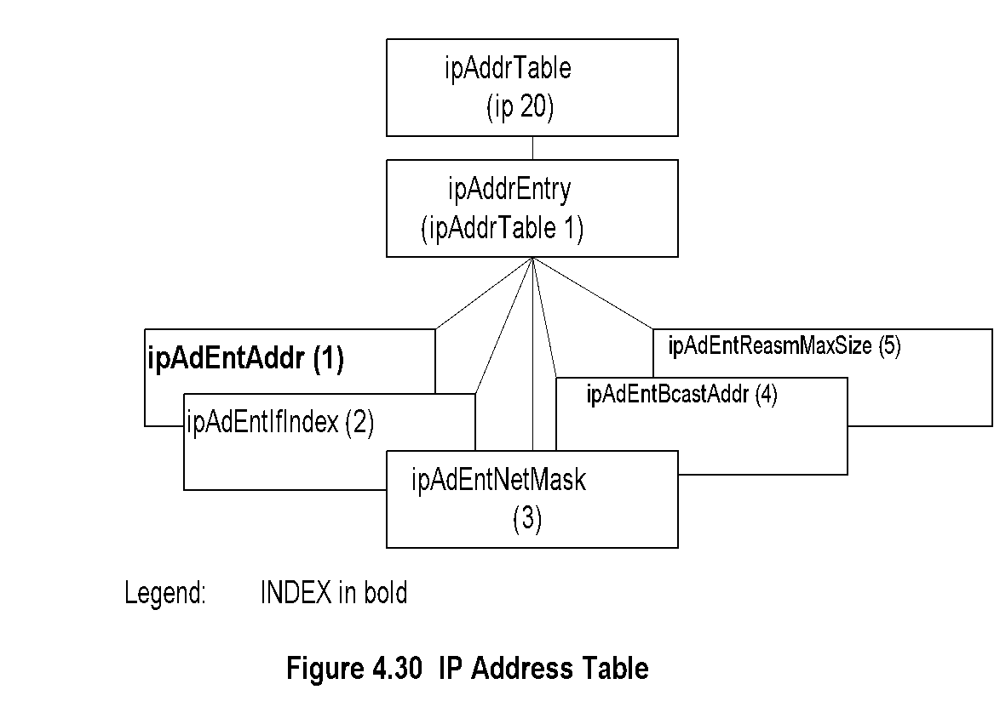 ipAddrTable
(ip 20)
ipAddrEntry
(ipAddrTable 1)
ipAdEntAddr (1)
ipAdEntReasmMaxSize (5)
ipAdEntIfIndex (2)
ipAdEntBcastAddr (4)
ipAdEntNetMask
(3)
Legend: INDEX in bold
Figure 4.30 IP Address Table